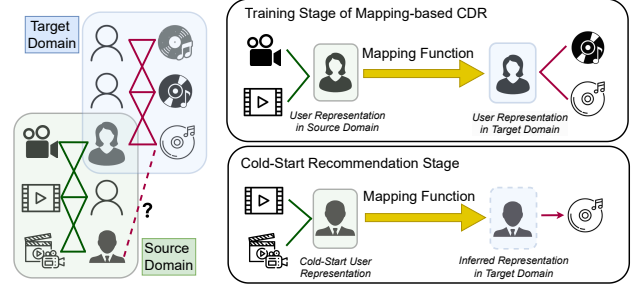 Target
Domain
?
Source
Domain
Training Stage of Mapping-based CDR
Mapping Function
User Representation
in Source Domain
User Representation
in Target Domain
Cold-Start Recommendation Stage
Mapping Function
Cold-Start User
Representation
Inferred Representation
in Target Domain